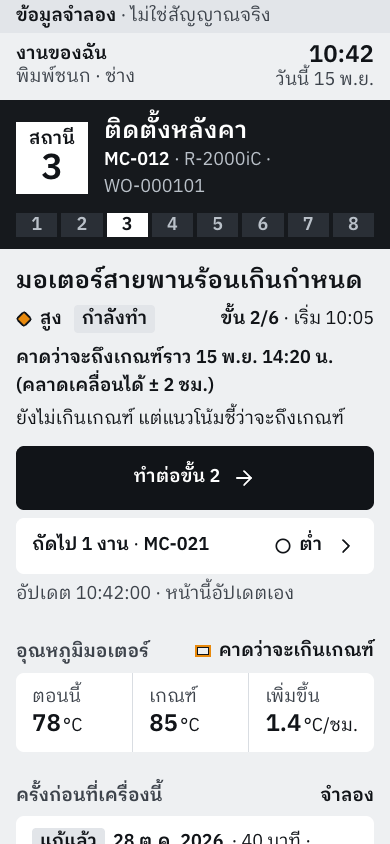 ข้อมูลจำลอง · ไม่ใช่สัญญาณจริง
งานของฉัน
10:42
พิมพ์ชนก · ช่าง
วันนี้ 15 พ.ย.
สถานี
3
ติดตั้งหลังคา
MC-012 · R-2000iC ·
WO-000101
1 2 3 4 5 6 7 8
มอเตอร์สายพานร้อนเกินกำหนด
สูง กำลังทำ ขั้น 2/6 · เริ่ม 10:05
คาดว่าจะถึงเกณฑ์ราว 15 พ.ย. 14:20 น.
(คลาดเคลื่อนได้ ± 2 ชม.)
ยังไม่เกินเกณฑ์ แต่แนวโน้มชี้ว่าจะถึงเกณฑ์
ทำต่อขั้น 2 →
ถัดไป 1 งาน · MC-021 ต่ำ
อัปเดต 10:42:00 · หน้านี้อัปเดตเอง
อุณหภูมิมอเตอร์ คาดว่าจะเกินเกณฑ์
ตอนนี้ เกณฑ์ เพิ่มขึ้น
78 °C 85 °C 1.4 °C/ชม.
ครั้งก่อนที่เครื่องนี้ จำลอง
แก้แล้ว 28 ต.ค. 2026 · 40 นาที ·